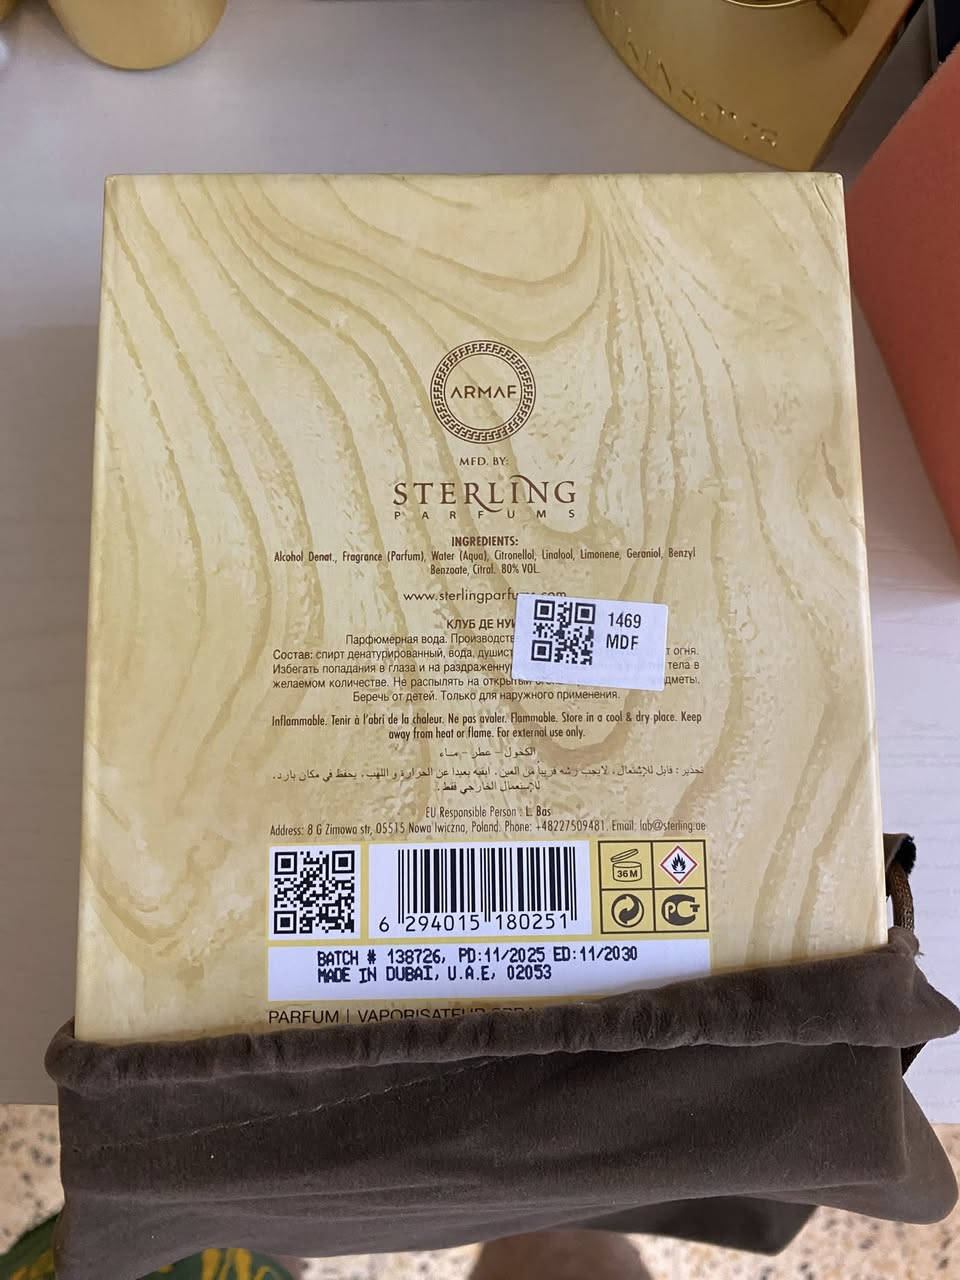 ARMAF
MFD. BY:
STERLING
PARFUMS
INGREDIENTS:
Alcohol Denat., Fragrance (Parfum), Water (Aqua), Citronellol, Linalool, Limonene, Geraniol, Benzyl
Benzoate, Citral. 80% VOL.
www.sterlingparfums.com
1469
MDF
КЛУБ ДЕ
Парфюмерная вода.
Состав: спирт денатурированный, вода, огня.
Избегать попадания в глаза и на тела в
желаемом количестве. Не распылять на открытый
Беречь от детей. Только для наружного применения.
Inflammable. Tenir à l'abri de la chaleur. Ne pas avaler. Flammable. Store in a cool & dry place. Keep
away from heat or flame. For external use only.
الكحول - عطر - ماء
تحذير: قابل للإشتعال، لايجب رشه قريباً من العين. ابقيه بعيدا عن الحرارة و اللهب. يحفظ في مكان بارد.
للإستعمال الخارجي فقط.
EU Responsible Person : L. Bas
Address: 8 G Zimowa str, 05515 Nowa Iwiczna, Poland. Phone: +48227509481. Email: lab@sterling.ae
36M
6 294015 180251
BATCH # 138726, PD:11/2025 ED:11/2030
MADE IN DUBAI, U.A.E, 02053
PARFUM | VAPORISATEUR